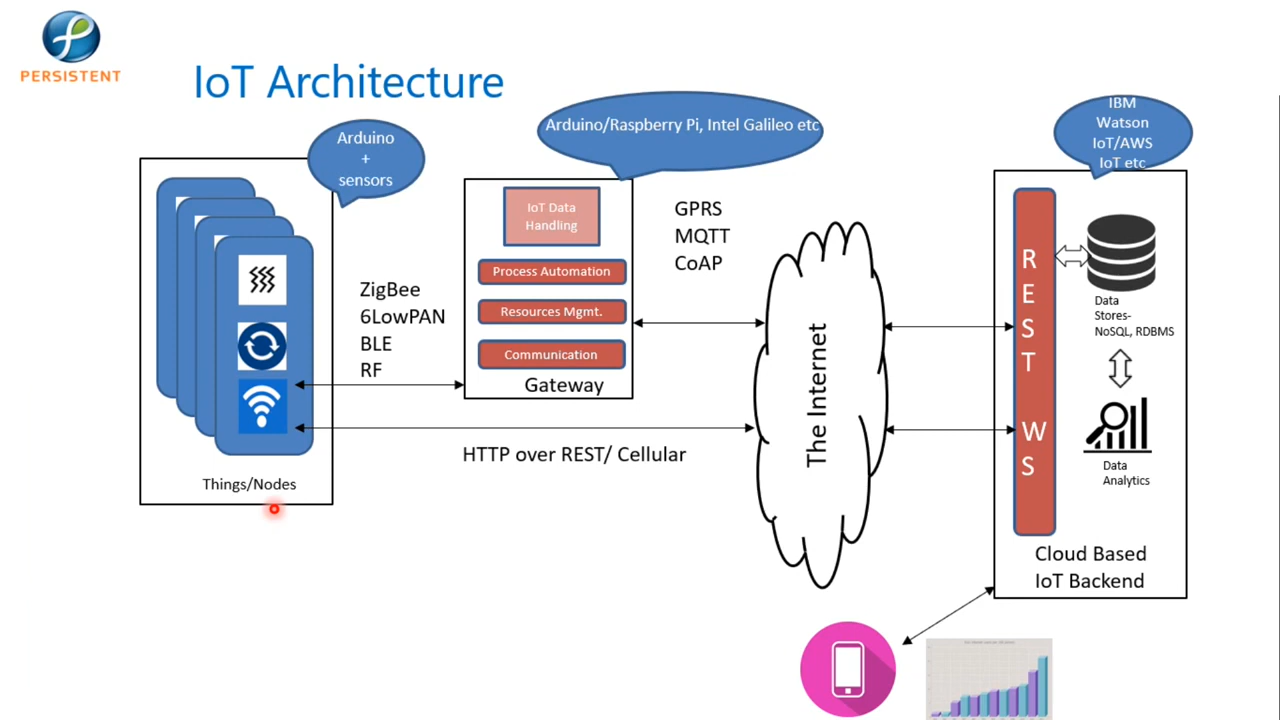 PERSISTENT
IoT Architecture
Arduino
+
sensors
Arduino/Raspberry Pi, Intel Galileo etc
IBM
Watson
IoT/AWS
IoT etc
IoT Data
Handling
Process Automation
Resources Mgmt.
Communication
Gateway
ZigBee
6LowPAN
BLE
RF
GPRS
MQTT
CoAP
HTTP over REST/ Cellular
Things/Nodes
The Internet
REST WS
Data
Stores-
NoSQL, RDBMS
Data
Analytics
Cloud Based
IoT Backend